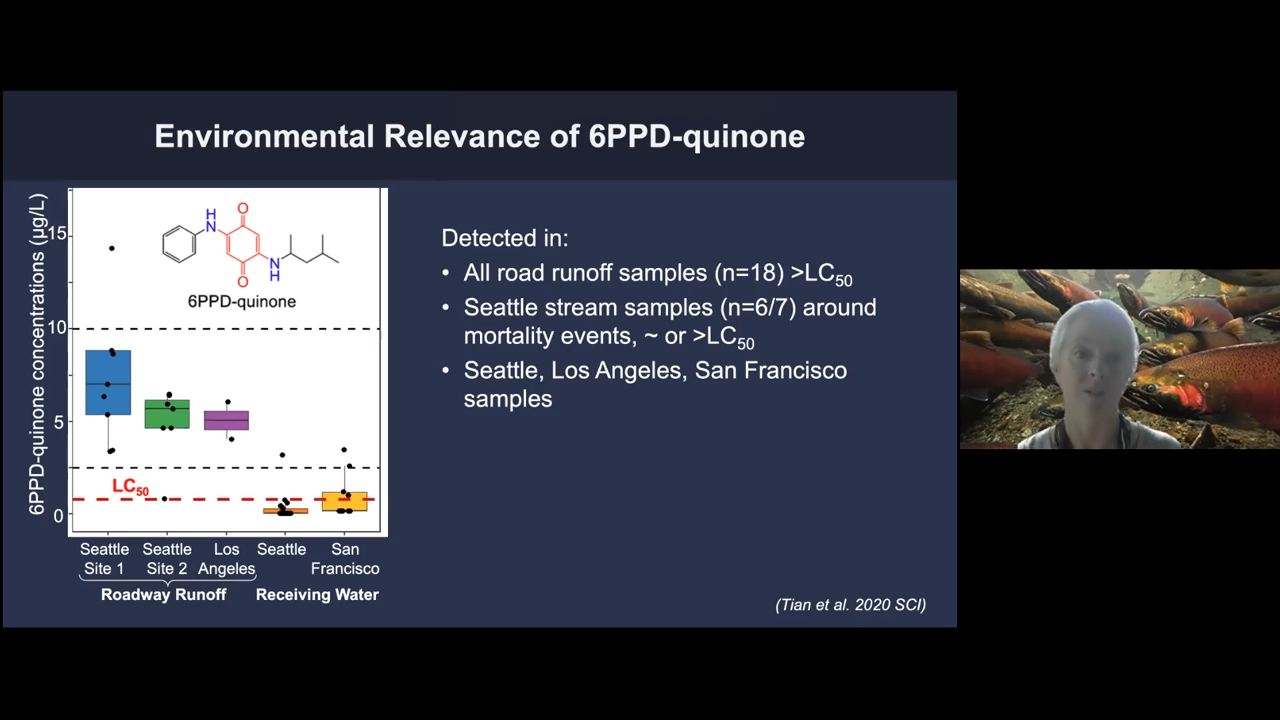 Environmental Relevance of 6PPD-quinone
6PPD-quinone concentrations (µg/L)
15
10
5
0
H
N
O
O
N
H
6PPD-quinone
LC50
Seattle Site 1
Seattle Site 2
Los Angeles
Seattle
San Francisco
Roadway Runoff
Receiving Water
Detected in:
• All road runoff samples (n=18) >LC50
• Seattle stream samples (n=6/7) around
mortality events, ~ or >LC50
• Seattle, Los Angeles, San Francisco
samples
(Tian et al. 2020 SCI)